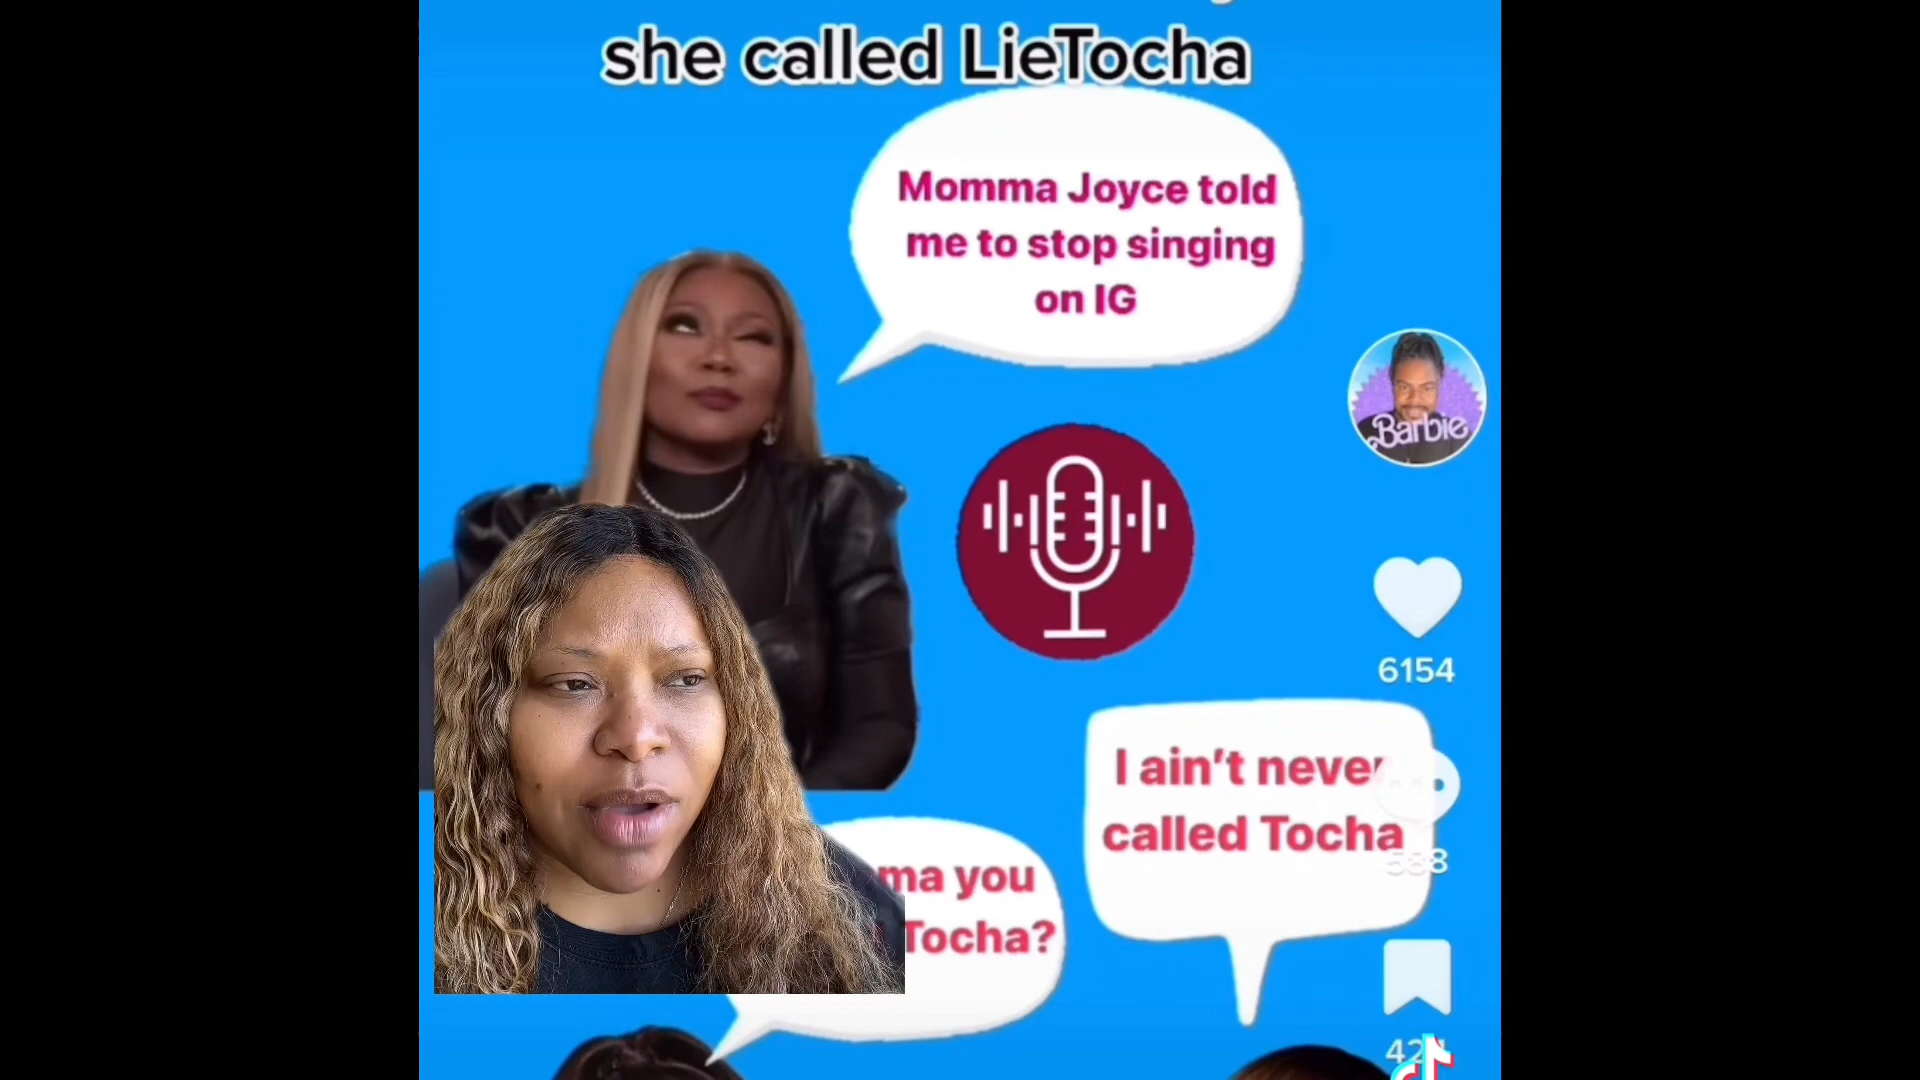 she called LieTocha
Momma Joyce told
me to stop singing
on IG
Barbie
6154
I ain't never
called Tocha
588
ma you
Tocha?